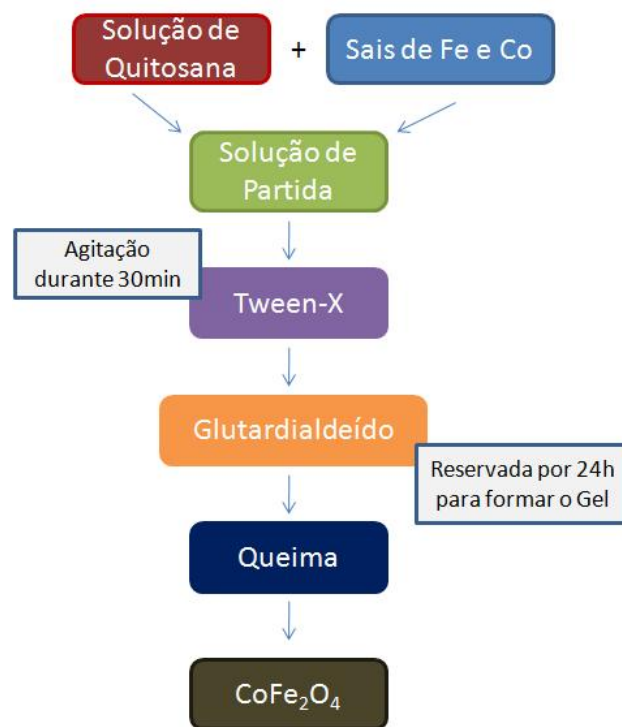 Solução de
Quitosana
+
Sais de Fe e Co
Solução de
Partida
Agitação
durante 30min
Tween-X
Glutardialdeído
Reservada por 24h
para formar o Gel
Queima
CoFe₂O₄